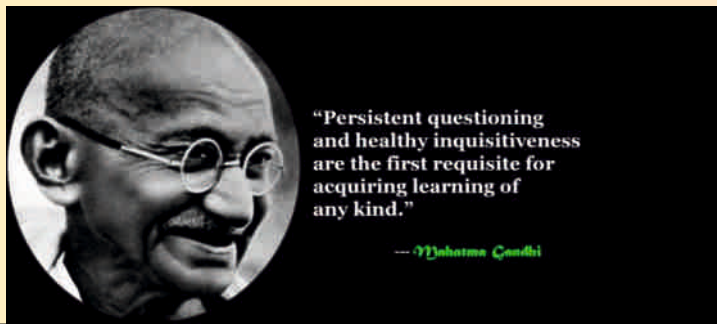 “Persistent questioning
and healthy inquisitiveness
are the first requisite for
acquiring learning of
any kind.”
--- Mahatma Gandhi